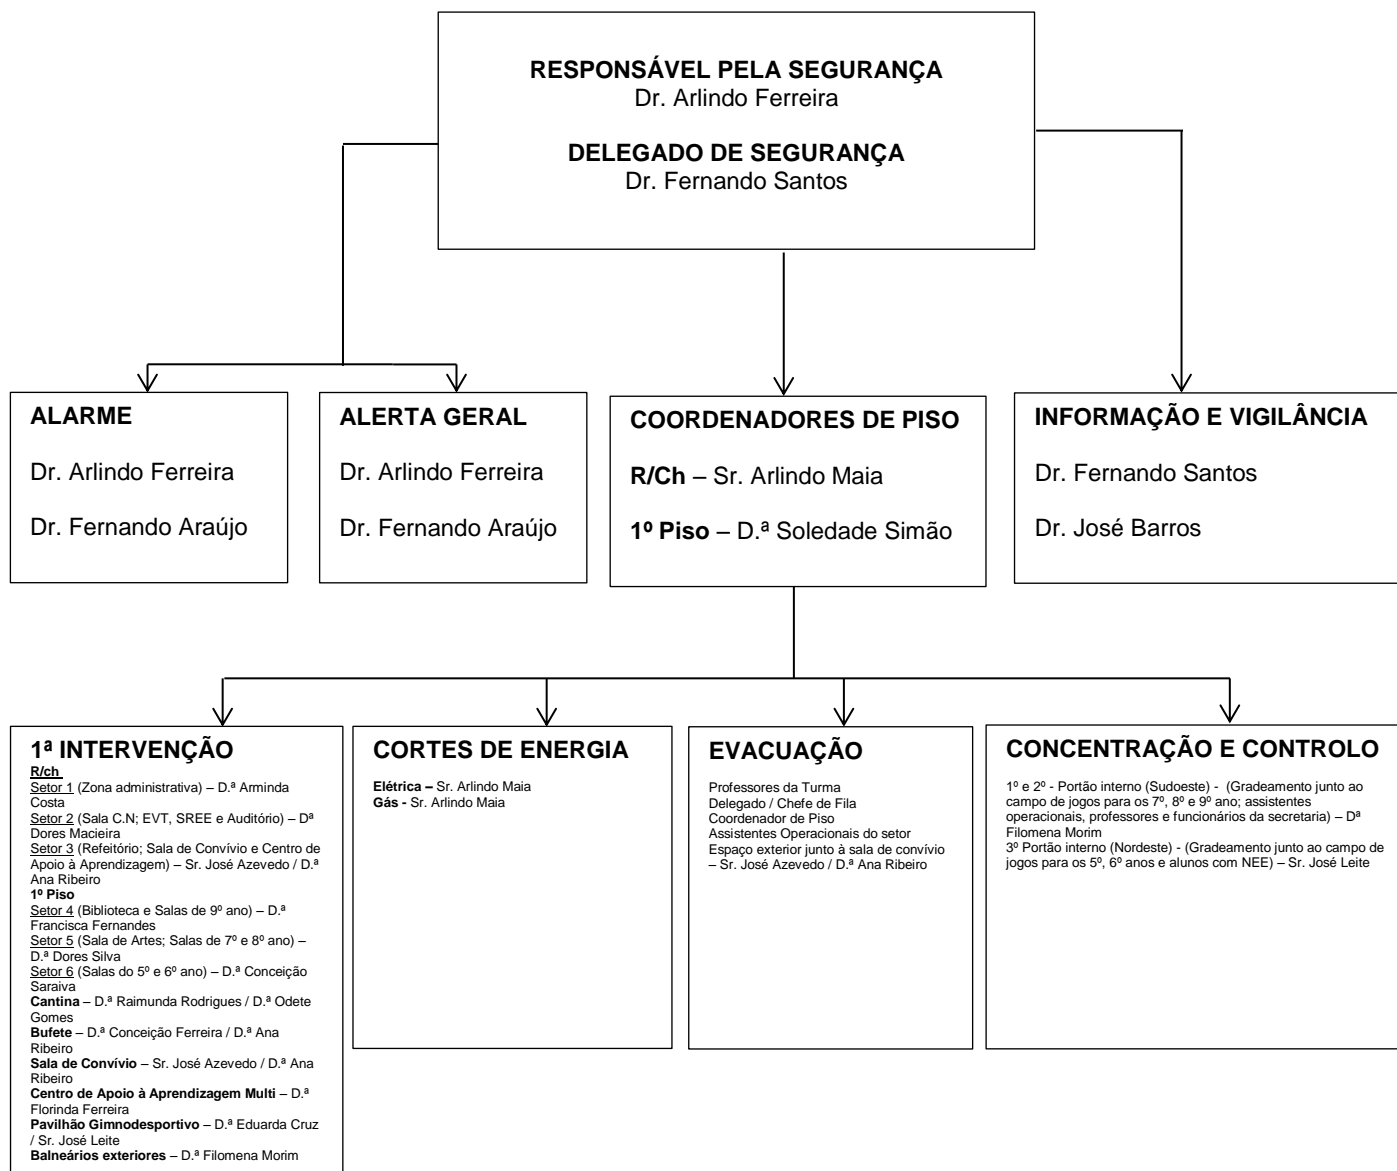 RESPONSÁVEL PELA SEGURANÇA
Dr. Arlindo Ferreira
DELEGADO DE SEGURANÇA
Dr. Fernando Santos
ALARME
Dr. Arlindo Ferreira
Dr. Fernando Araújo
ALERTA GERAL
Dr. Arlindo Ferreira
Dr. Fernando Araújo
COORDENADORES DE PISO
R/Ch – Sr. Arlindo Maia
1º Piso – D.ª Soledade Simão
INFORMAÇÃO E VIGILÂNCIA
Dr. Fernando Santos
Dr. José Barros
1ª INTERVENÇÃO
R/ch
Setor 1 (Zona administrativa) – D.ª Arminda
Costa
Setor 2 (Sala C.N; EVT, SREE e Auditório) – Dª
Dores Macieira
Setor 3 (Refeitório; Sala de Convívio e Centro de
Apoio à Aprendizagem) – Sr. José Azevedo / D.ª
Ana Ribeiro
1º Piso
Setor 4 (Biblioteca e Salas de 9º ano) – D.ª
Francisca Fernandes
Setor 5 (Sala de Artes; Salas de 7º e 8º ano) –
D.ª Dores Silva
Setor 6 (Salas do 5º e 6º ano) – D.ª Conceição
Saraiva
Cantina – D.ª Raimunda Rodrigues / D.ª Odete
Gomes
Bufete – D.ª Conceição Ferreira / D.ª Ana
Ribeiro
Sala de Convívio – Sr. José Azevedo / D.ª Ana
Ribeiro
Centro de Apoio à Aprendizagem Multi – D.ª
Florinda Ferreira
Pavilhão Gimnodesportivo – D.ª Eduarda Cruz
/ Sr. José Leite
Balneários exteriores – D.ª Filomena Morim
CORTES DE ENERGIA
Elétrica – Sr. Arlindo Maia
Gás - Sr. Arlindo Maia
EVACUAÇÃO
Professores da Turma
Delegado / Chefe de Fila
Coordenador de Piso
Assistentes Operacionais do setor
Espaço exterior junto à sala de convívio
– Sr. José Azevedo / D.ª Ana Ribeiro
CONCENTRAÇÃO E CONTROLO
1º e 2º - Portão interno (Sudoeste) - (Gradeamento junto ao
campo de jogos para os 7º, 8º e 9º ano; assistentes
operacionais, professores e funcionários da secretaria) – Dª
Filomena Morim
3º Portão interno (Nordeste) - (Gradeamento junto ao campo de
jogos para os 5º, 6º anos e alunos com NEE) – Sr. José Leite